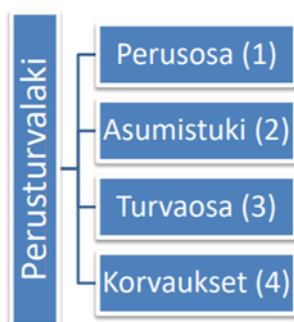 Perusturvalaki
Perusosa (1)
Asumistuki (2)
Turvaosa (3)
Korvaukset (4)